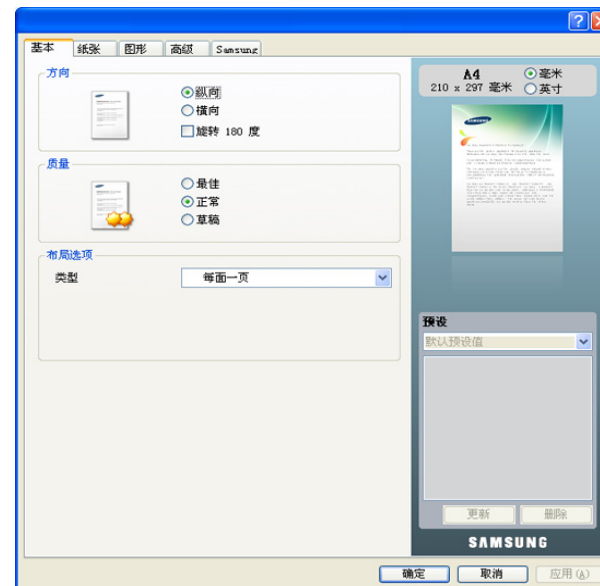 基本 纸张 图形 高级 Samsung
方向
纵向
横向
旋转 180 度
质量
最佳
正常
草稿
布局选项
类型 每面一页
A4
210 x 297 毫米
毫米
英寸
SAMSUNG
预设
默认预设值
更新 删除
SAMSUNG
确定 取消 应用(A)